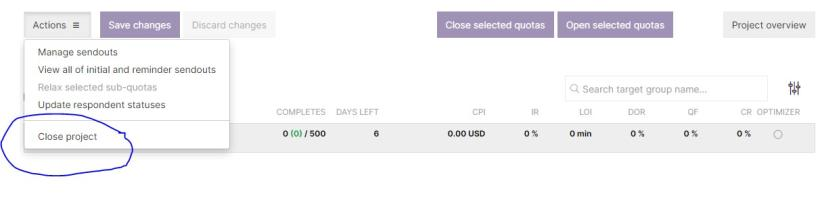 Actions ≡ Save changes Discard changes Close selected quotas Open selected quotas Project overview
Manage sendouts
View all of initial and reminder sendouts
Relax selected sub-quotas
Update respondent statuses
Close project
Search target group name...
COMPLETES DAYS LEFT CPI IR LOI DOR QF CR OPTIMIZER
0 (0) / 500 6 0.00 USD 0 % 0 min 0 % 0 % 0 %